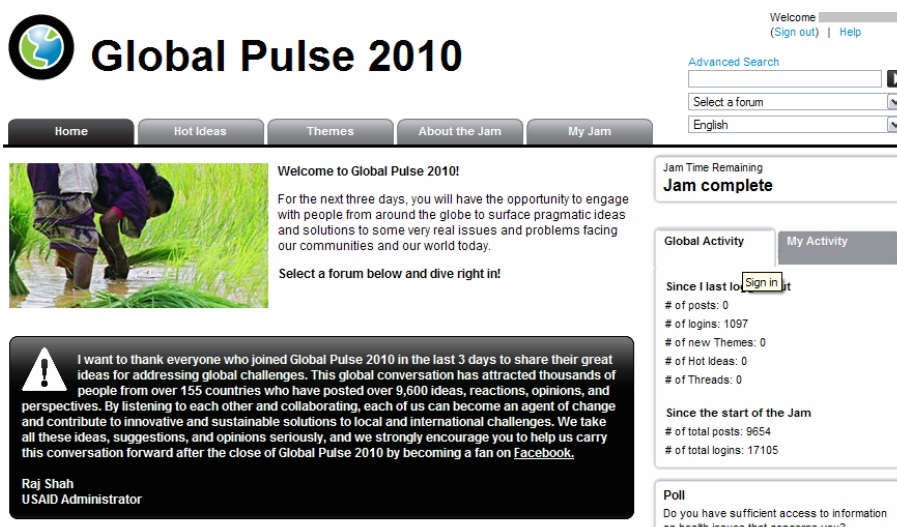 Welcome
(Sign out) | Help
Global Pulse 2010
Advanced Search
Select a forum
English
Home
Hot Ideas
Themes
About the Jam
My Jam
Welcome to Global Pulse 2010!
For the next three days, you will have the opportunity to engage
with people from around the globe to surface pragmatic ideas
and solutions to some very real issues and problems facing
our communities and our world today.
Select a forum below and dive right in!
I want to thank everyone who joined Global Pulse 2010 in the last 3 days to share their great
ideas for addressing global challenges. This global conversation has attracted thousands of
people from over 155 countries who have posted over 9,600 ideas, reactions, opinions, and
perspectives. By listening to each other and collaborating, each of us can become an agent of change
and contribute to innovative and sustainable solutions to local and international challenges. We take
all these ideas, suggestions, and opinions seriously, and we strongly encourage you to help us carry
this conversation forward after the close of Global Pulse 2010 by becoming a fan on Facebook.
Raj Shah
USAID Administrator
Jam Time Remaining
Jam complete
Global Activity
My Activity
Sign in
Since I last
# of posts: 0
# of logins: 1097
# of new Themes: 0
# of Hot Ideas: 0
# of Threads: 0
Since the start of the Jam
# of total posts: 9654
# of total logins: 17105
Poll
Do you have sufficient access to information
on health issues that concerns you?